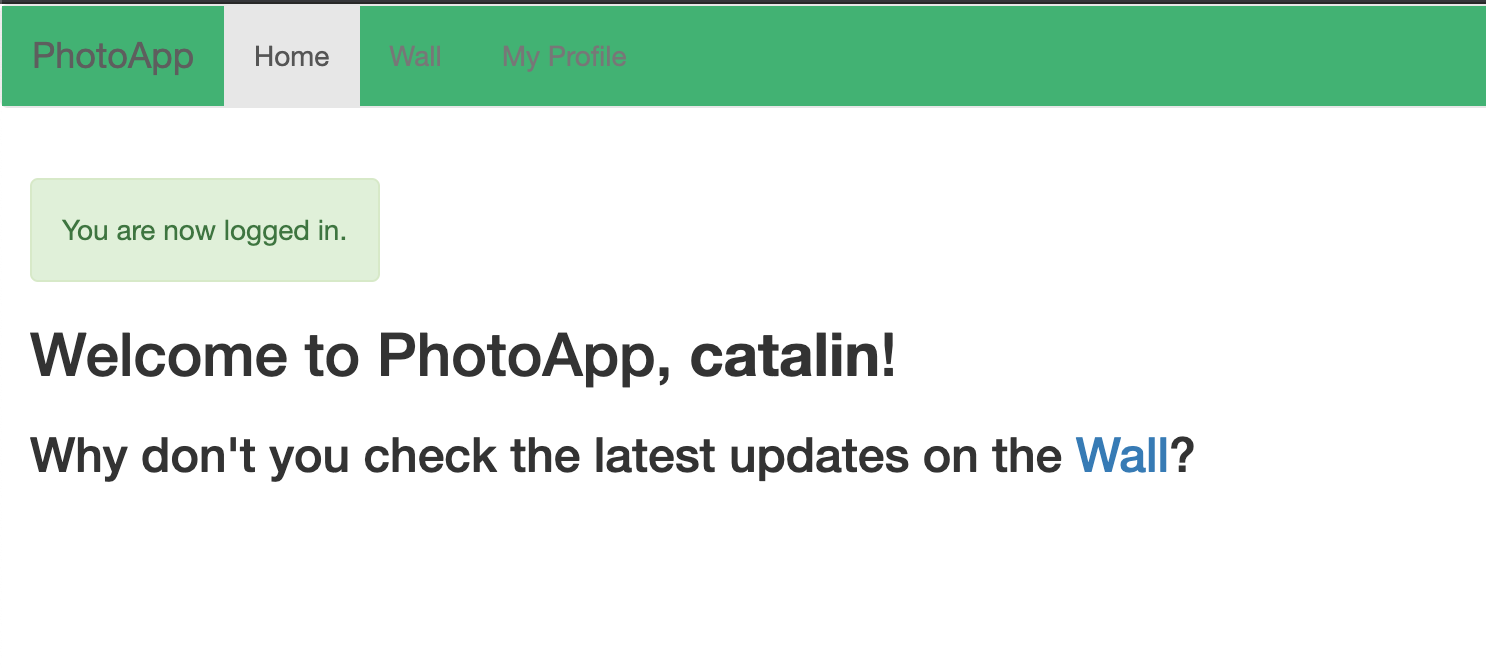 PhotoApp Home Wall My Profile
You are now logged in.
Welcome to PhotoApp, catalin!
Why don't you check the latest updates on the Wall?